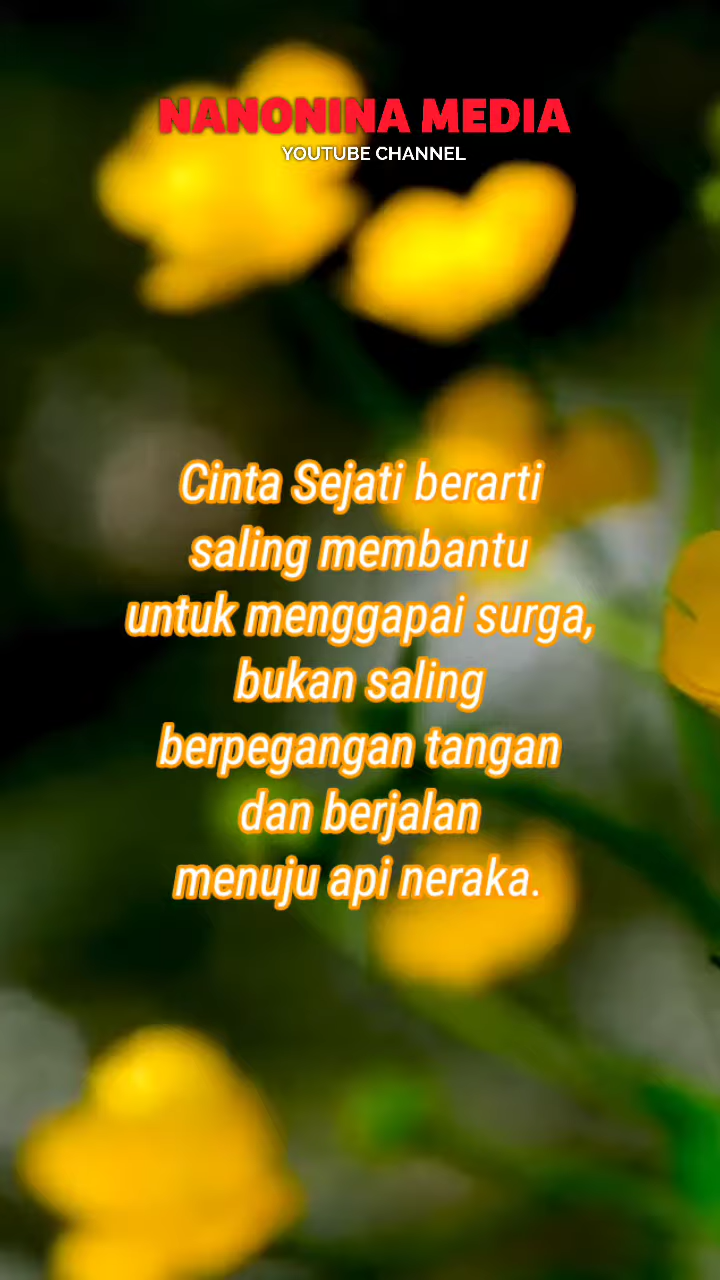 NANONINA MEDIA
YOUTUBE CHANNEL
Cinta Sejati berarti
saling membantu
untuk menggapai surga,
bukan saling
berpegangan tangan
dan berjalan
menuju api neraka.